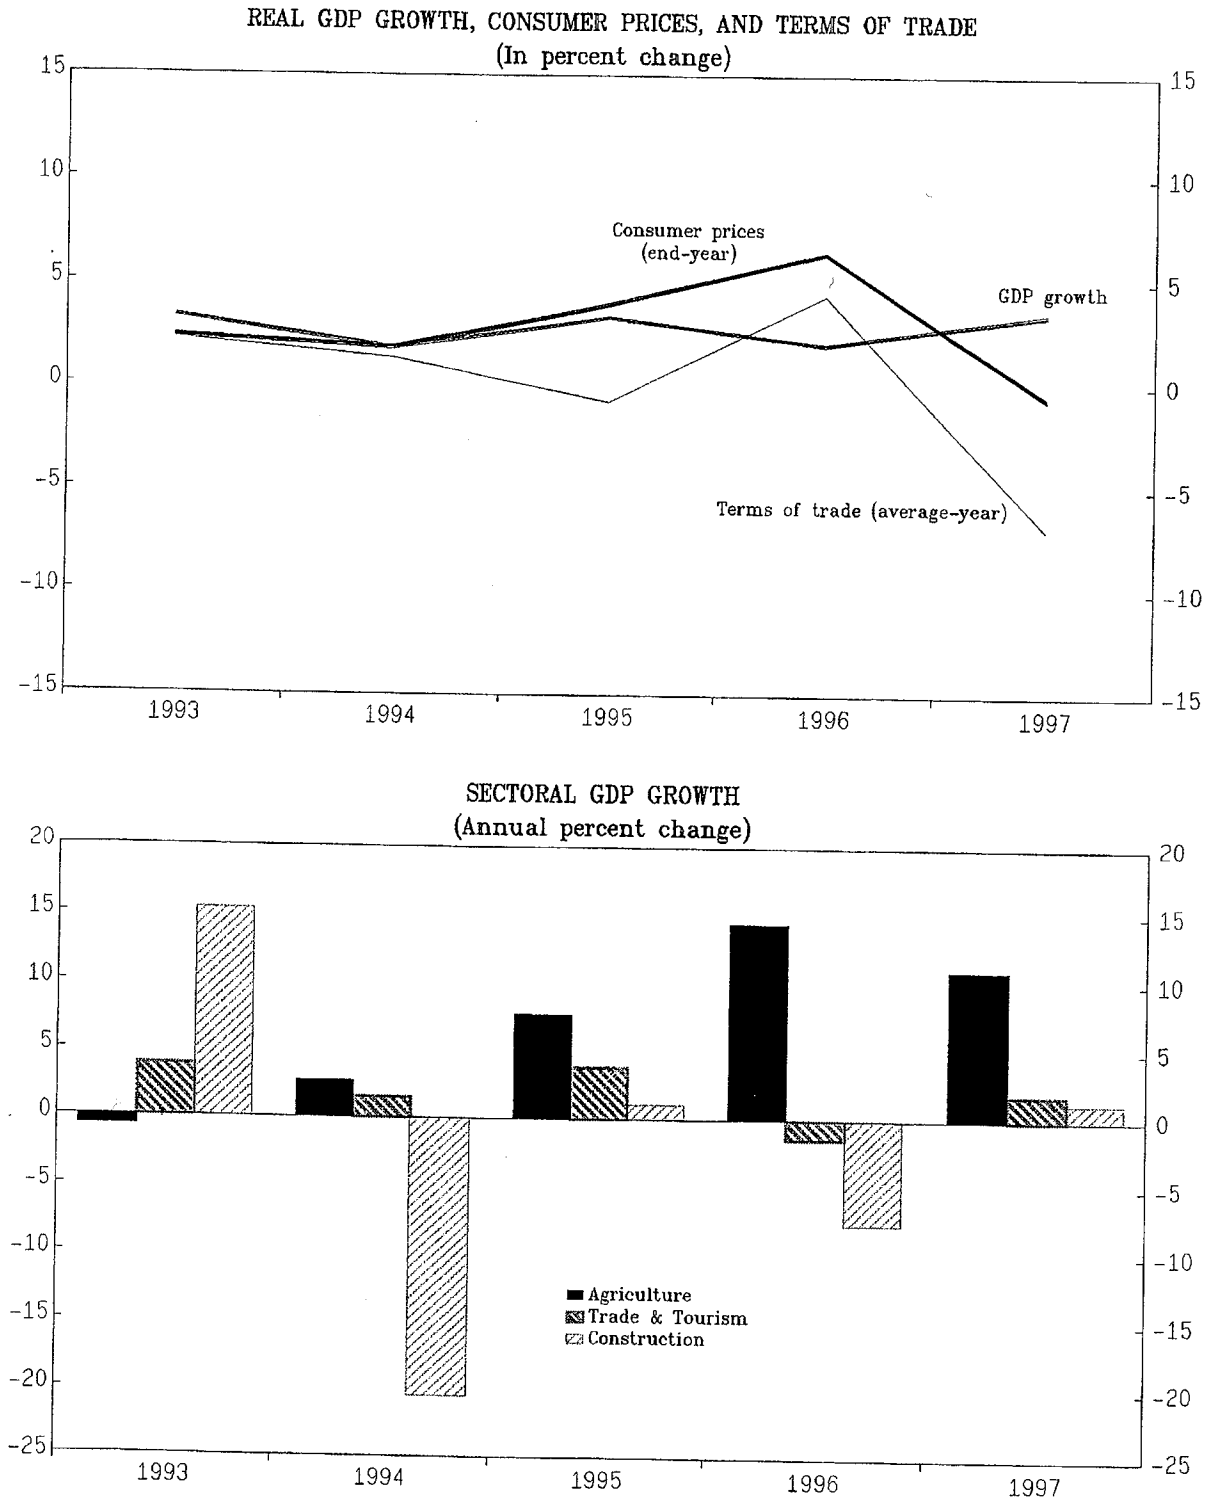 REAL GDP GROWTH, CONSUMER PRICES, AND TERMS OF TRADE
(In percent change)
15 15
10 10
Consumer prices
(end-year)
5 5
GDP growth
0 0
-5 -5
Terms of trade (average-year)
-10 -10
-15 -15
1993 1994 1995 1996 1997
SECTORAL GDP GROWTH
(Annual percent change)
20 20
15 15
10 10
5 5
0 0
-5 -5
-10 -10
Agriculture
Trade & Tourism
Construction
-15 -15
-20 -20
-25 -25
1993 1994 1995 1996 1997